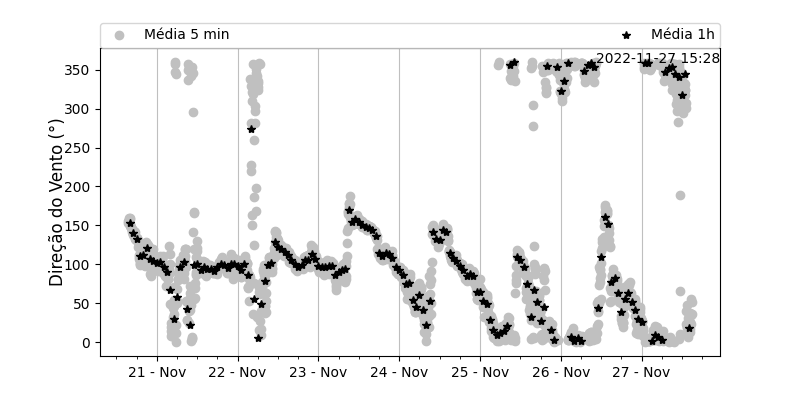 Média 5 min
Média 1h
2022-11-27 15:28
Direção do Vento (°)
350
300
250
200
150
100
50
0
21 - Nov
22 - Nov
23 - Nov
24 - Nov
25 - Nov
26 - Nov
27 - Nov